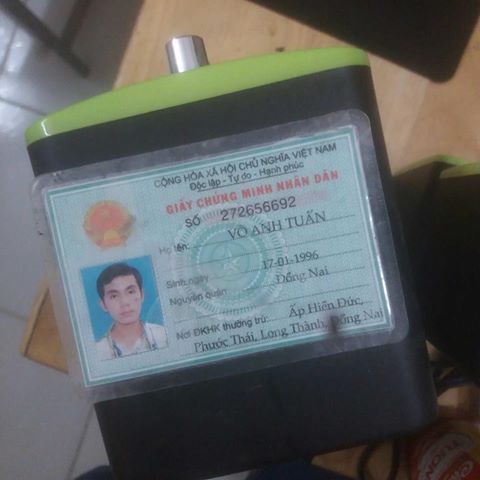 CỘNG HÒA XÃ HỘI CHỦ NGHĨA VIỆT NAM
Độc lập - Tự do - Hạnh phúc
GIẤY CHỨNG MINH NHÂN DÂN
SỐ 272656692
Họ tên: VÕ ANH TUẤN
Sinh ngày 17-01-1996
Nguyên quán Đồng Nai
Nơi ĐKHK thường trú: Ấp Hiền Đức,
Phước Thái, Long Thành, Đồng Nai